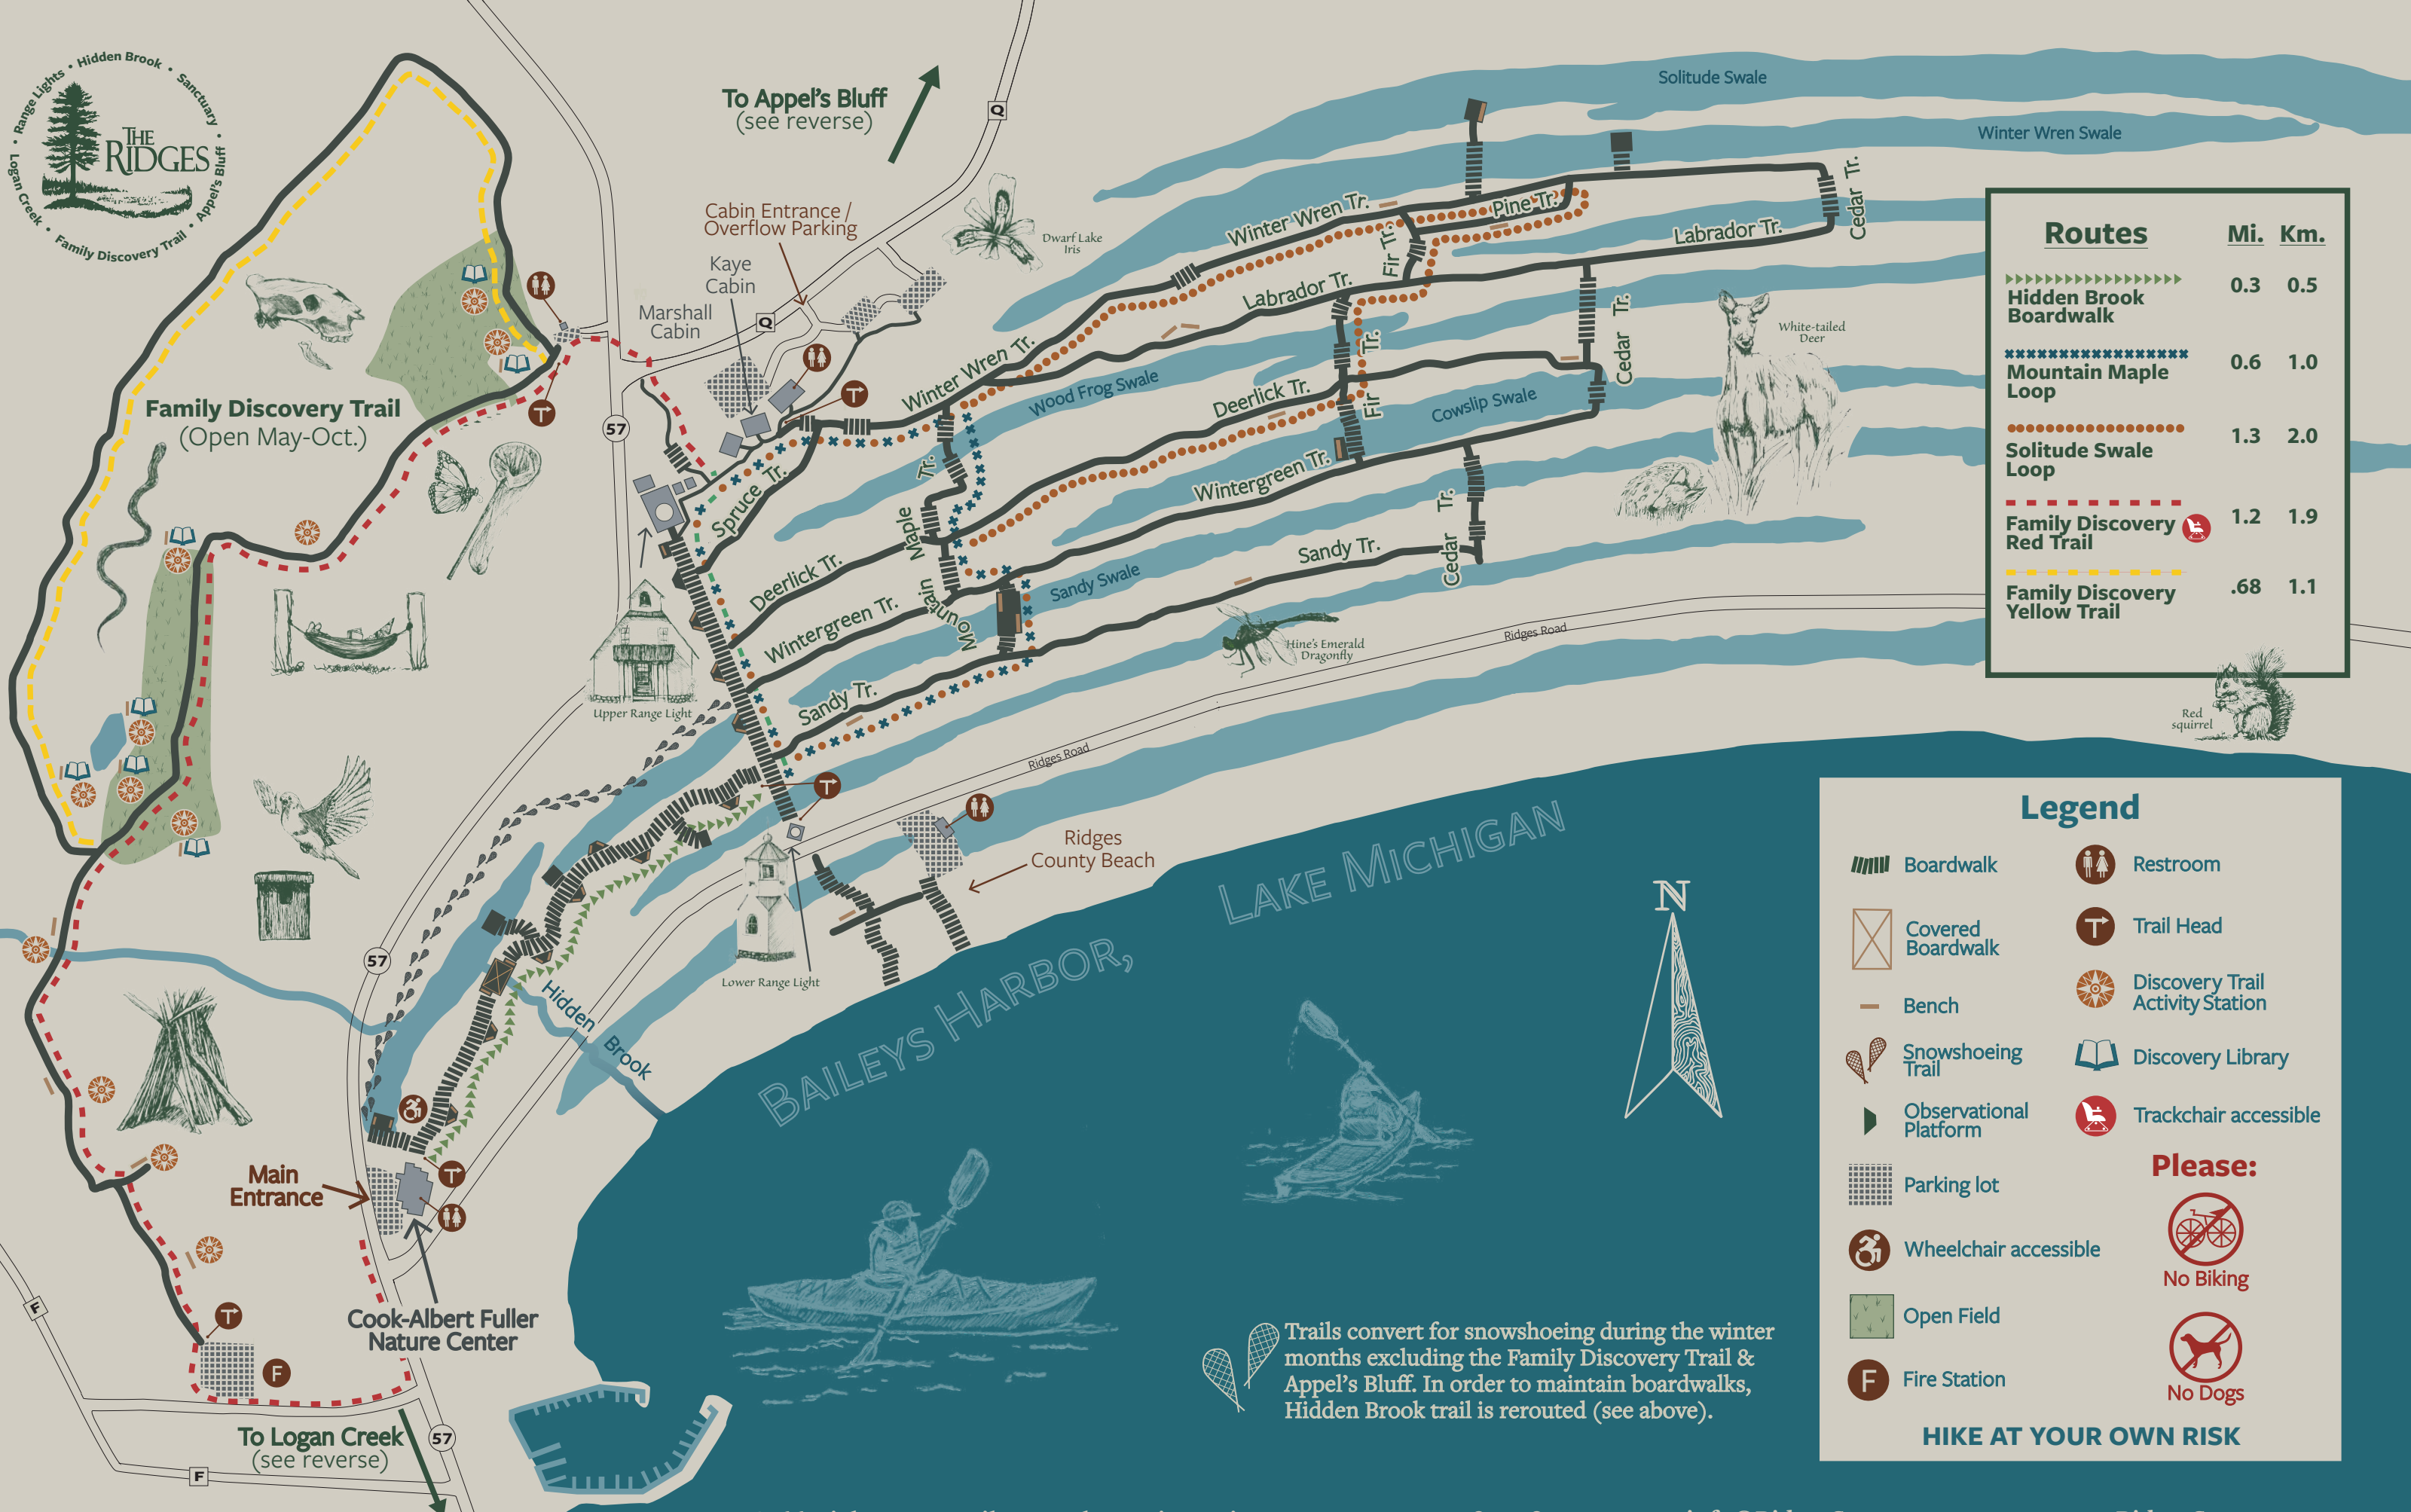 Range Lights • Hidden Brook • Sanctuary • Appel's Bluff • Family Discovery Trail • Logan Creek •
THE
RIDGES
To Appel's Bluff
(see reverse)
Q
Solitude Swale
Winter Wren Swale
Cabin Entrance /
Overflow Parking
Dwarf Lake
Iris
Kaye
Cabin
Marshall
Cabin
Q
57
Winter Wren Tr.
Pine Tr.
Cedar Tr.
Labrador Tr.
Fir Tr.
Labrador Tr.
Winter Wren Tr.
Wood Frog Swale
Deerlick Tr.
Fir Tr.
Cedar Tr.
Cowslip Swale
White-tailed
Deer
Family Discovery Trail
(Open May-Oct.)
T
T
Spruce Tr.
Mountain Maple Tr.
Wintergreen Tr.
Cedar Tr.
Deerlick Tr.
Sandy Swale
Sandy Tr.
Wintergreen Tr.
Hine's Emerald
Dragonfly
Ridges Road
Sandy Tr.
Upper Range Light
Ridges Road
T
Ridges
County Beach
Lower Range Light
Hidden
Brook
57
Baileys Harbor,
Lake Michigan
N
T
Main
Entrance
Cook-Albert Fuller
Nature Center
T
F
F
F
57
To Logan Creek
(see reverse)
Routes Mi. Km.
Hidden Brook
Boardwalk
0.3 0.5
Mountain Maple
Loop
0.6 1.0
Solitude Swale
Loop
1.3 2.0
Family Discovery
Red Trail
1.2 1.9
Family Discovery
Yellow Trail
.68 1.1
Red
squirrel
Legend
Boardwalk
Covered
Boardwalk
Bench
Snowshoeing
Trail
Observational
Platform
Parking lot
Wheelchair accessible
Open Field
F
Fire Station
Restroom
T
Trail Head
Discovery Trail
Activity Station
Discovery Library
Trackchair accessible
Please:
No Biking
No Dogs
HIKE AT YOUR OWN RISK
Trails convert for snowshoeing during the winter
months excluding the Family Discovery Trail &
Appel's Bluff. In order to maintain boardwalks,
Hidden Brook trail is rerouted (see above).